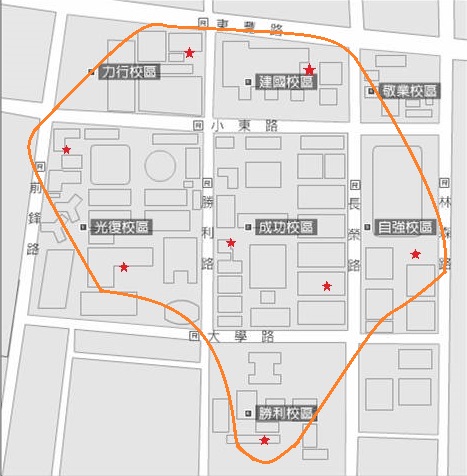 東豐路
力行校區
建國校區
敬業校區
小東路
前鋒路
光復校區
勝利路
成功校區
長榮路
自強校區
林森路
大學路
勝利校區